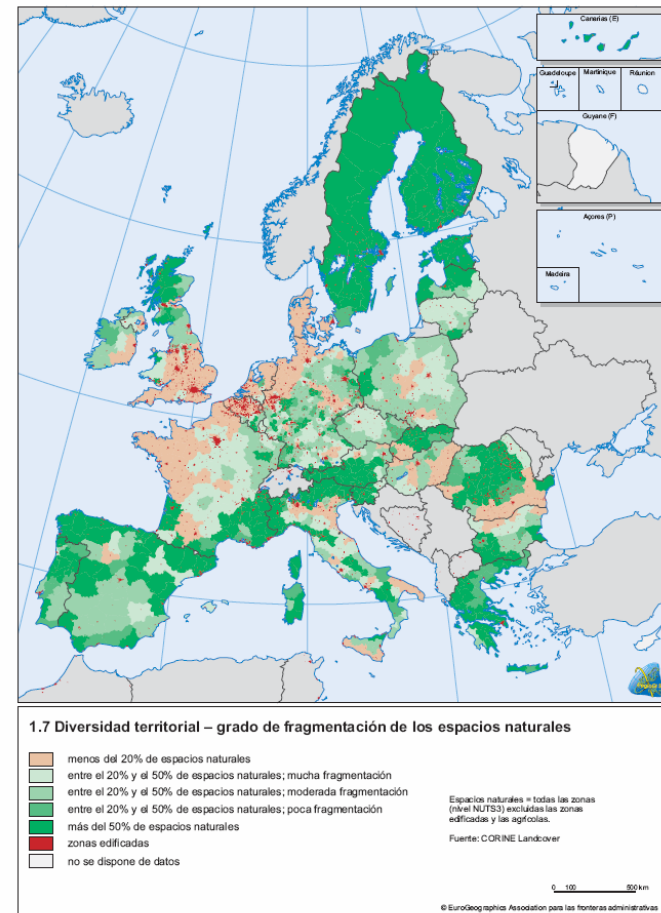 Canarias (E)
Guadeloupe
Martinique
Réunion
Guyane (F)
Açores (P)
Madeira
1.7 Diversidad territorial – grado de fragmentación de los espacios naturales
menos del 20% de espacios naturales
entre el 20% y el 50% de espacios naturales; mucha fragmentación
entre el 20% y el 50% de espacios naturales; moderada fragmentación
entre el 20% y el 50% de espacios naturales; poca fragmentación
más del 50% de espacios naturales
zonas edificadas
no se dispone de datos
Espacios naturales = todas las zonas
(nivel NUTS3) excluidas las zonas
edificadas y las agrícolas.
Fuente: CORINE Landcover
0 100 500 km
© EuroGeographics Association para las fronteras administrativas